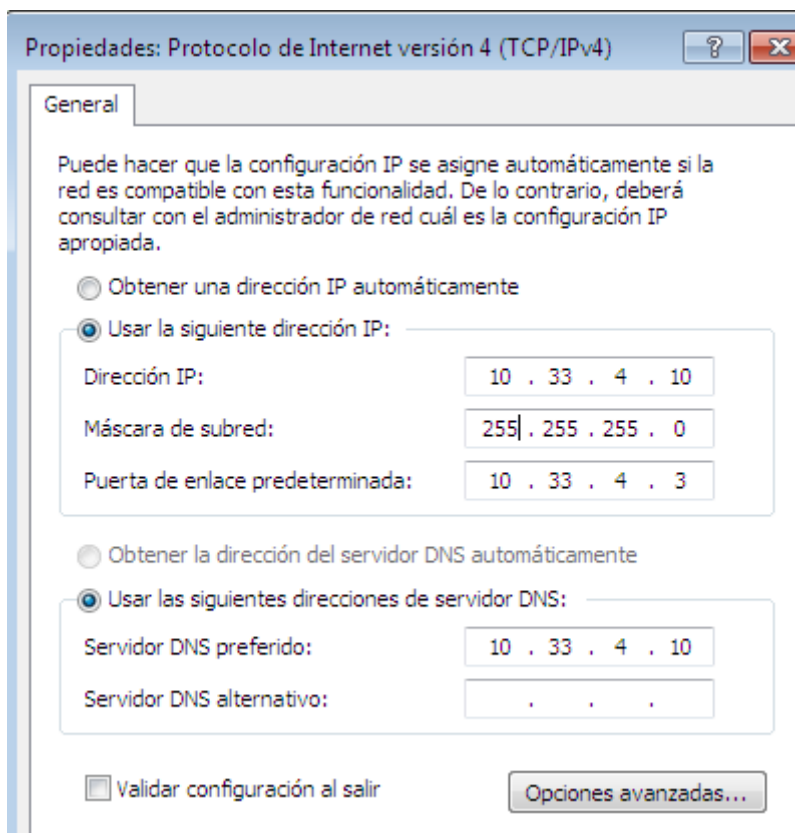 Propiedades: Protocolo de Internet versión 4 (TCP/IPv4)
General
Puede hacer que la configuración IP se asigne automáticamente si la
red es compatible con esta funcionalidad. De lo contrario, deberá
consultar con el administrador de red cuál es la configuración IP
apropiada.
Obtener una dirección IP automáticamente
Usar la siguiente dirección IP:
Dirección IP: 10 . 33 . 4 . 10
Máscara de subred: 255 . 255 . 255 . 0
Puerta de enlace predeterminada: 10 . 33 . 4 . 3
Obtener la dirección del servidor DNS automáticamente
Usar las siguientes direcciones de servidor DNS:
Servidor DNS preferido: 10 . 33 . 4 . 10
Servidor DNS alternativo: . . .
Validar configuración al salir Opciones avanzadas...